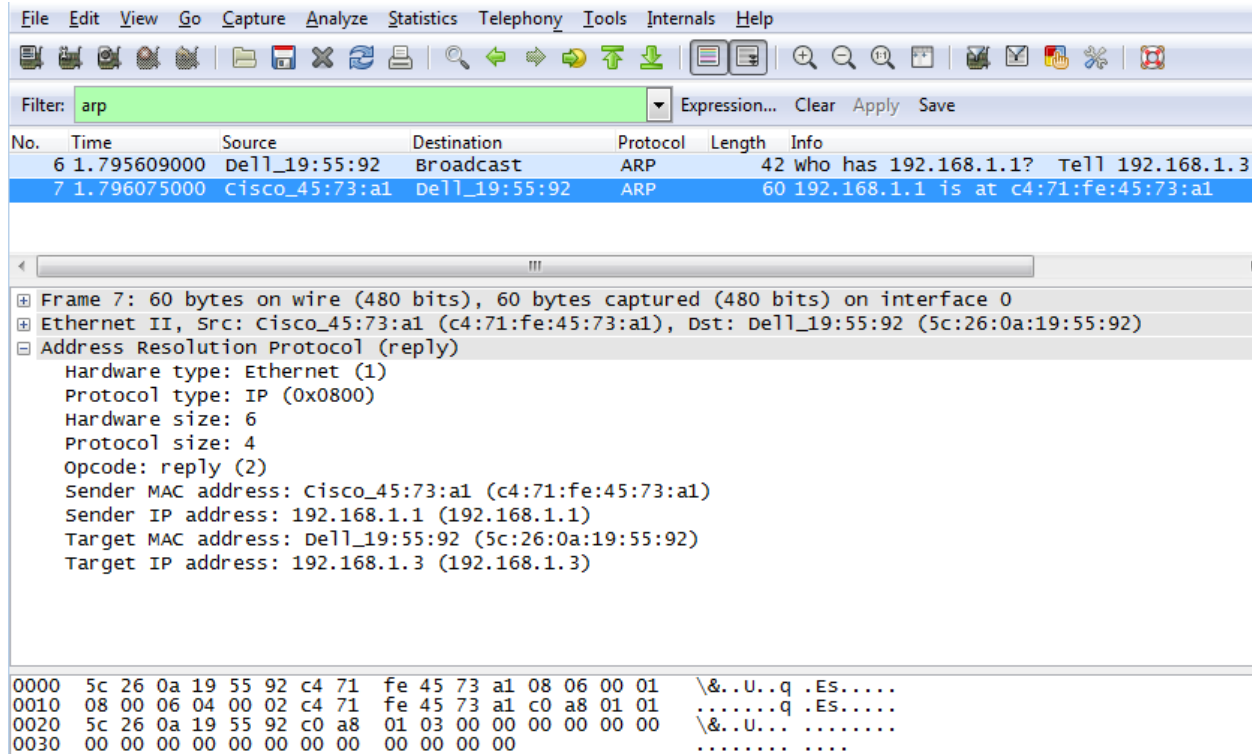 File Edit View Go Capture Analyze Statistics Telephony Tools Internals Help
Filter: arp Expression... Clear Apply Save
No. Time Source Destination Protocol Length Info
6 1.795609000 Dell_19:55:92 Broadcast ARP 42 Who has 192.168.1.1? Tell 192.168.1.3
7 1.796075000 Cisco_45:73:a1 Dell_19:55:92 ARP 60 192.168.1.1 is at c4:71:fe:45:73:a1
Frame 7: 60 bytes on wire (480 bits), 60 bytes captured (480 bits) on interface 0
Ethernet II, Src: Cisco_45:73:a1 (c4:71:fe:45:73:a1), Dst: Dell_19:55:92 (5c:26:0a:19:55:92)
Address Resolution Protocol (reply)
Hardware type: Ethernet (1)
Protocol type: IP (0x0800)
Hardware size: 6
Protocol size: 4
Opcode: reply (2)
Sender MAC address: Cisco_45:73:a1 (c4:71:fe:45:73:a1)
Sender IP address: 192.168.1.1 (192.168.1.1)
Target MAC address: Dell_19:55:92 (5c:26:0a:19:55:92)
Target IP address: 192.168.1.3 (192.168.1.3)
0000 5c 26 0a 19 55 92 c4 71 fe 45 73 a1 08 06 00 01 \&..U..q .Es.....
0010 08 00 06 04 00 02 c4 71 fe 45 73 a1 c0 a8 01 01 .......q .Es.....
0020 5c 26 0a 19 55 92 c0 a8 01 03 00 00 00 00 00 00 \&..U... ........
0030 00 00 00 00 00 00 00 00 00 00 00 00 ........ ....